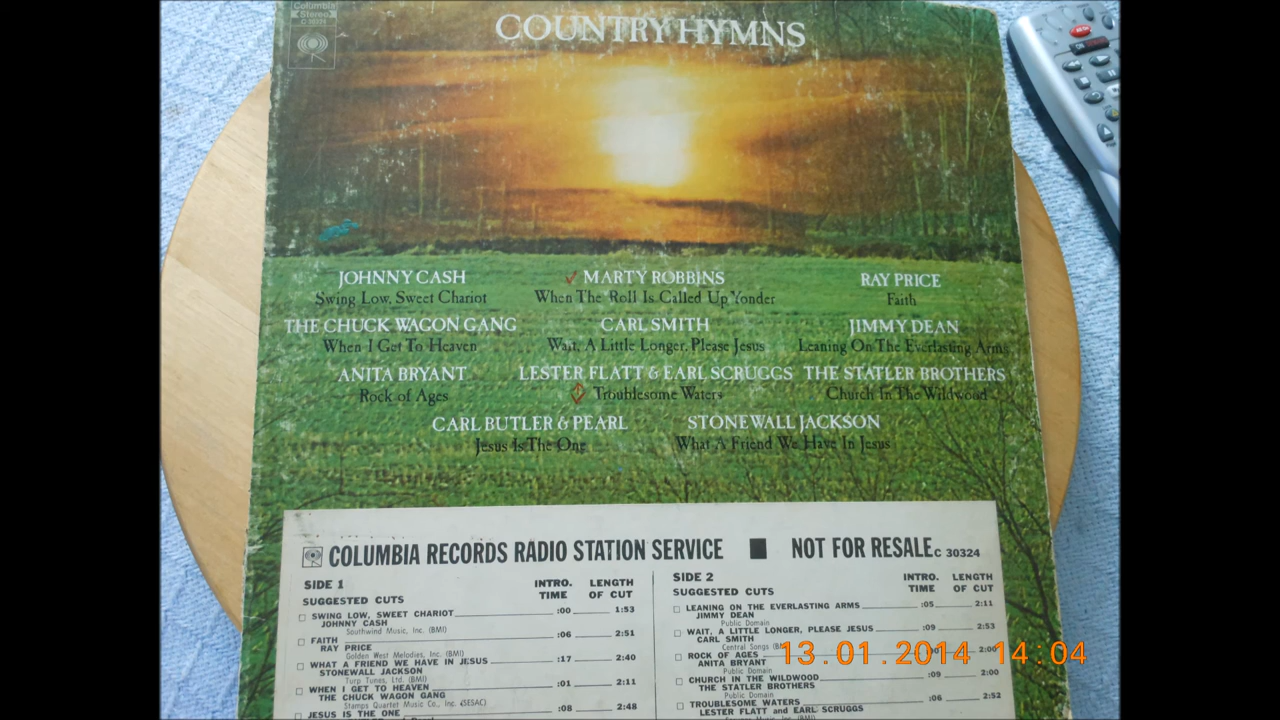 Columbia
Stereo
C 30324
COUNTRY HYMNS
JOHNNY CASH
Swing Low, Sweet Chariot
MARTY ROBBINS
When The Roll Is Called Up Yonder
RAY PRICE
Faith
THE CHUCK WAGON GANG
When I Get To Heaven
CARL SMITH
Wait, A Little Longer, Please Jesus
JIMMY DEAN
Leaning On The Everlasting Arms
ANITA BRYANT
Rock of Ages
LESTER FLATT & EARL SCRUGGS
Troublesome Waters
THE STATLER BROTHERS
Church In The Wildwood
CARL BUTLER & PEARL
Jesus Is The One
STONEWALL JACKSON
What A Friend We Have In Jesus
COLUMBIA RECORDS RADIO STATION SERVICE ■ NOT FOR RESALE C 30324
SIDE 1
INTRO. LENGTH
SUGGESTED CUTS TIME OF CUT
SWING LOW, SWEET CHARIOT :00 1:53
JOHNNY CASH
Southwind Music, Inc. (BMI)
FAITH :06 2:51
RAY PRICE
Golden West Melodies, Inc. (BMI)
WHAT A FRIEND WE HAVE IN JESUS :17 2:40
STONEWALL JACKSON
Turp Tunes, Ltd. (BMI)
WHEN I GET TO HEAVEN :01 2:11
THE CHUCK WAGON GANG
Stamps Quartet Music Co., Inc. (SESAC)
JESUS IS THE ONE :08 2:48
SIDE 2
INTRO. LENGTH
SUGGESTED CUTS TIME OF CUT
LEANING ON THE EVERLASTING ARMS :05 2:11
JIMMY DEAN
Public Domain
WAIT, A LITTLE LONGER, PLEASE JESUS :09 2:53
CARL SMITH
Central Songs
ROCK OF AGES
ANITA BRYANT
Public Domain
CHURCH IN THE WILDWOOD :09 2:00
THE STATLER BROTHERS
Public Domain
TROUBLESOME WATERS :06 2:52
LESTER FLATT and EARL SCRUGGS
13.01.2014 14:04